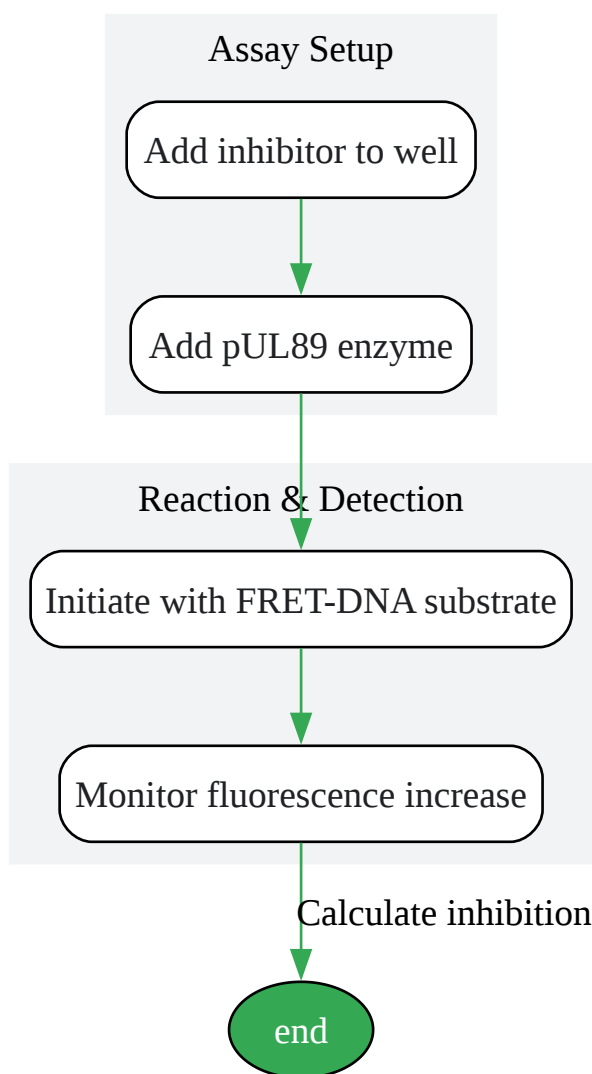 Assay Setup
Add inhibitor to well
Add pUL89 enzyme
Reaction & Detection
Initiate with FRET-DNA substrate
Monitor fluorescence increase
Calculate inhibition
end